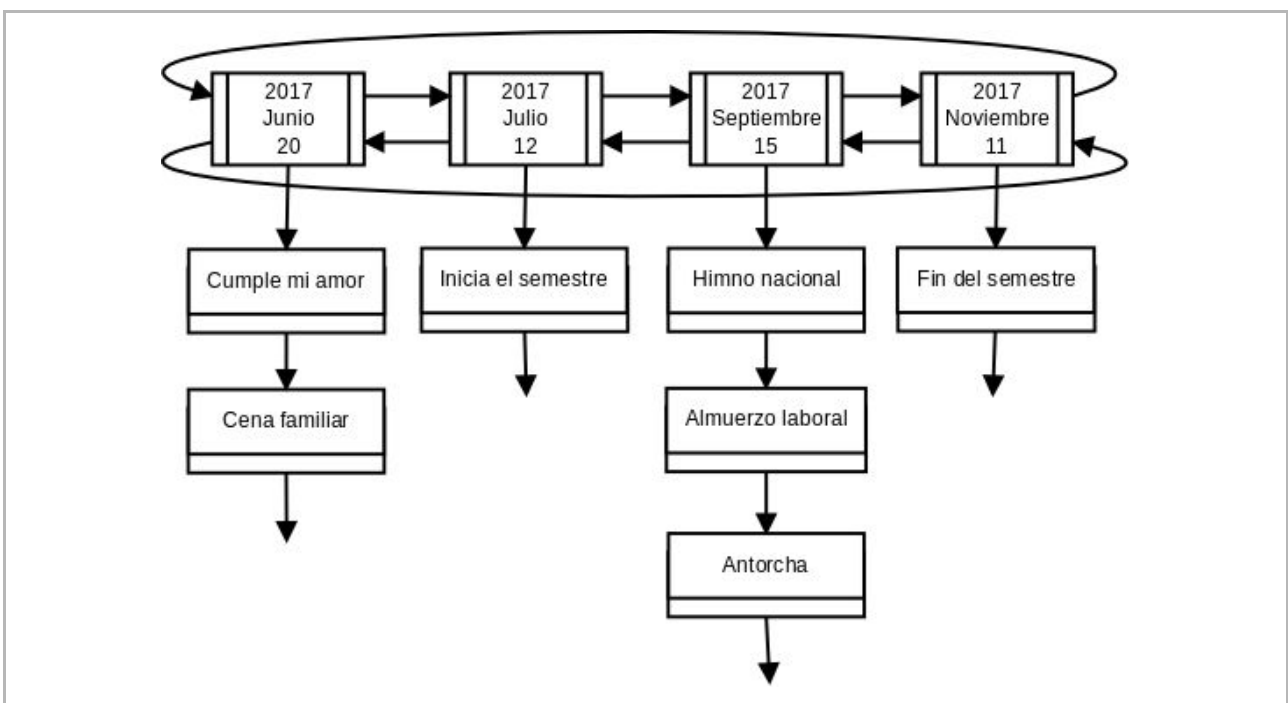 2017
Junio
20
2017
Julio
12
2017
Septiembre
15
2017
Noviembre
11
Cumple mi amor
Inicia el semestre
Himno nacional
Fin del semestre
Cena familiar
Almuerzo laboral
Antorcha